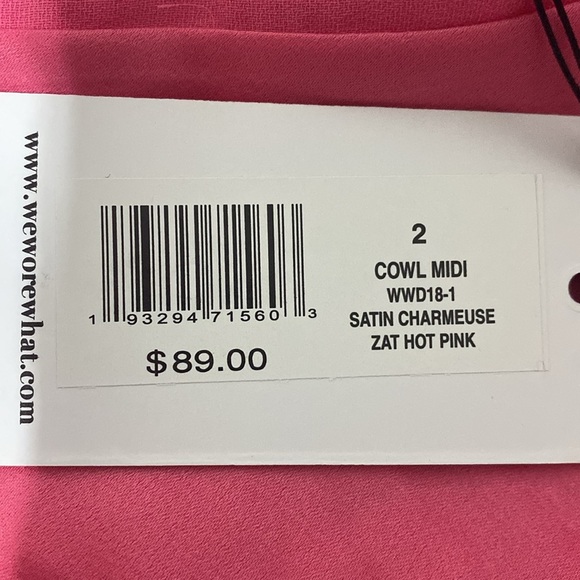 www.weworewhat.com
1 93294 71560 3
$89.00
2
COWL MIDI
WWD18-1
SATIN CHARMEUSE
ZAT HOT PINK